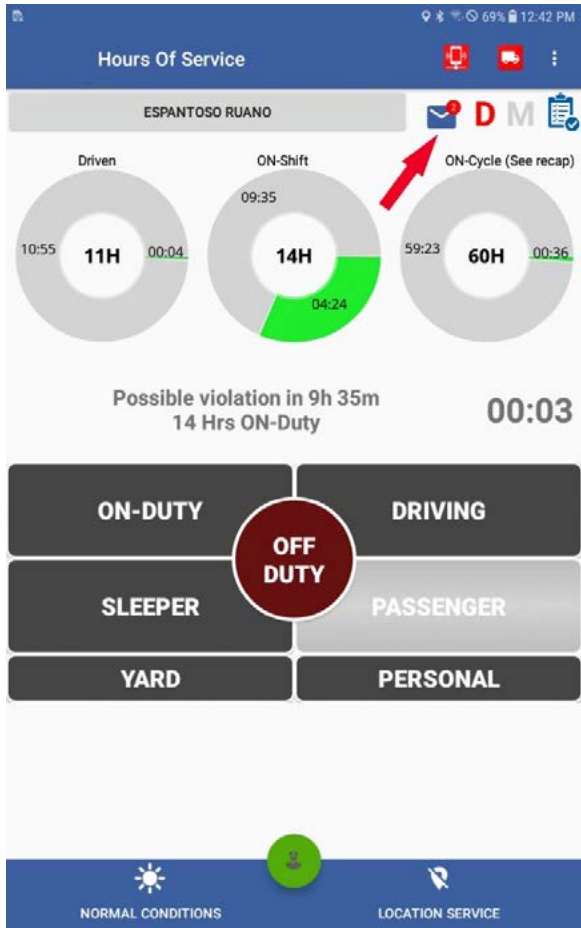 69% 12:42 PM
Hours Of Service
ESPANTOSO RUANO
2
D M
Driven
ON-Shift
ON-Cycle (See recap)
10:55 11H 00:04
09:35
14H
04:24
59:23 60H 00:36
Possible violation in 9h 35m
14 Hrs ON-Duty
00:03
ON-DUTY
DRIVING
OFF
DUTY
SLEEPER
PASSENGER
YARD
PERSONAL
NORMAL CONDITIONS
LOCATION SERVICE